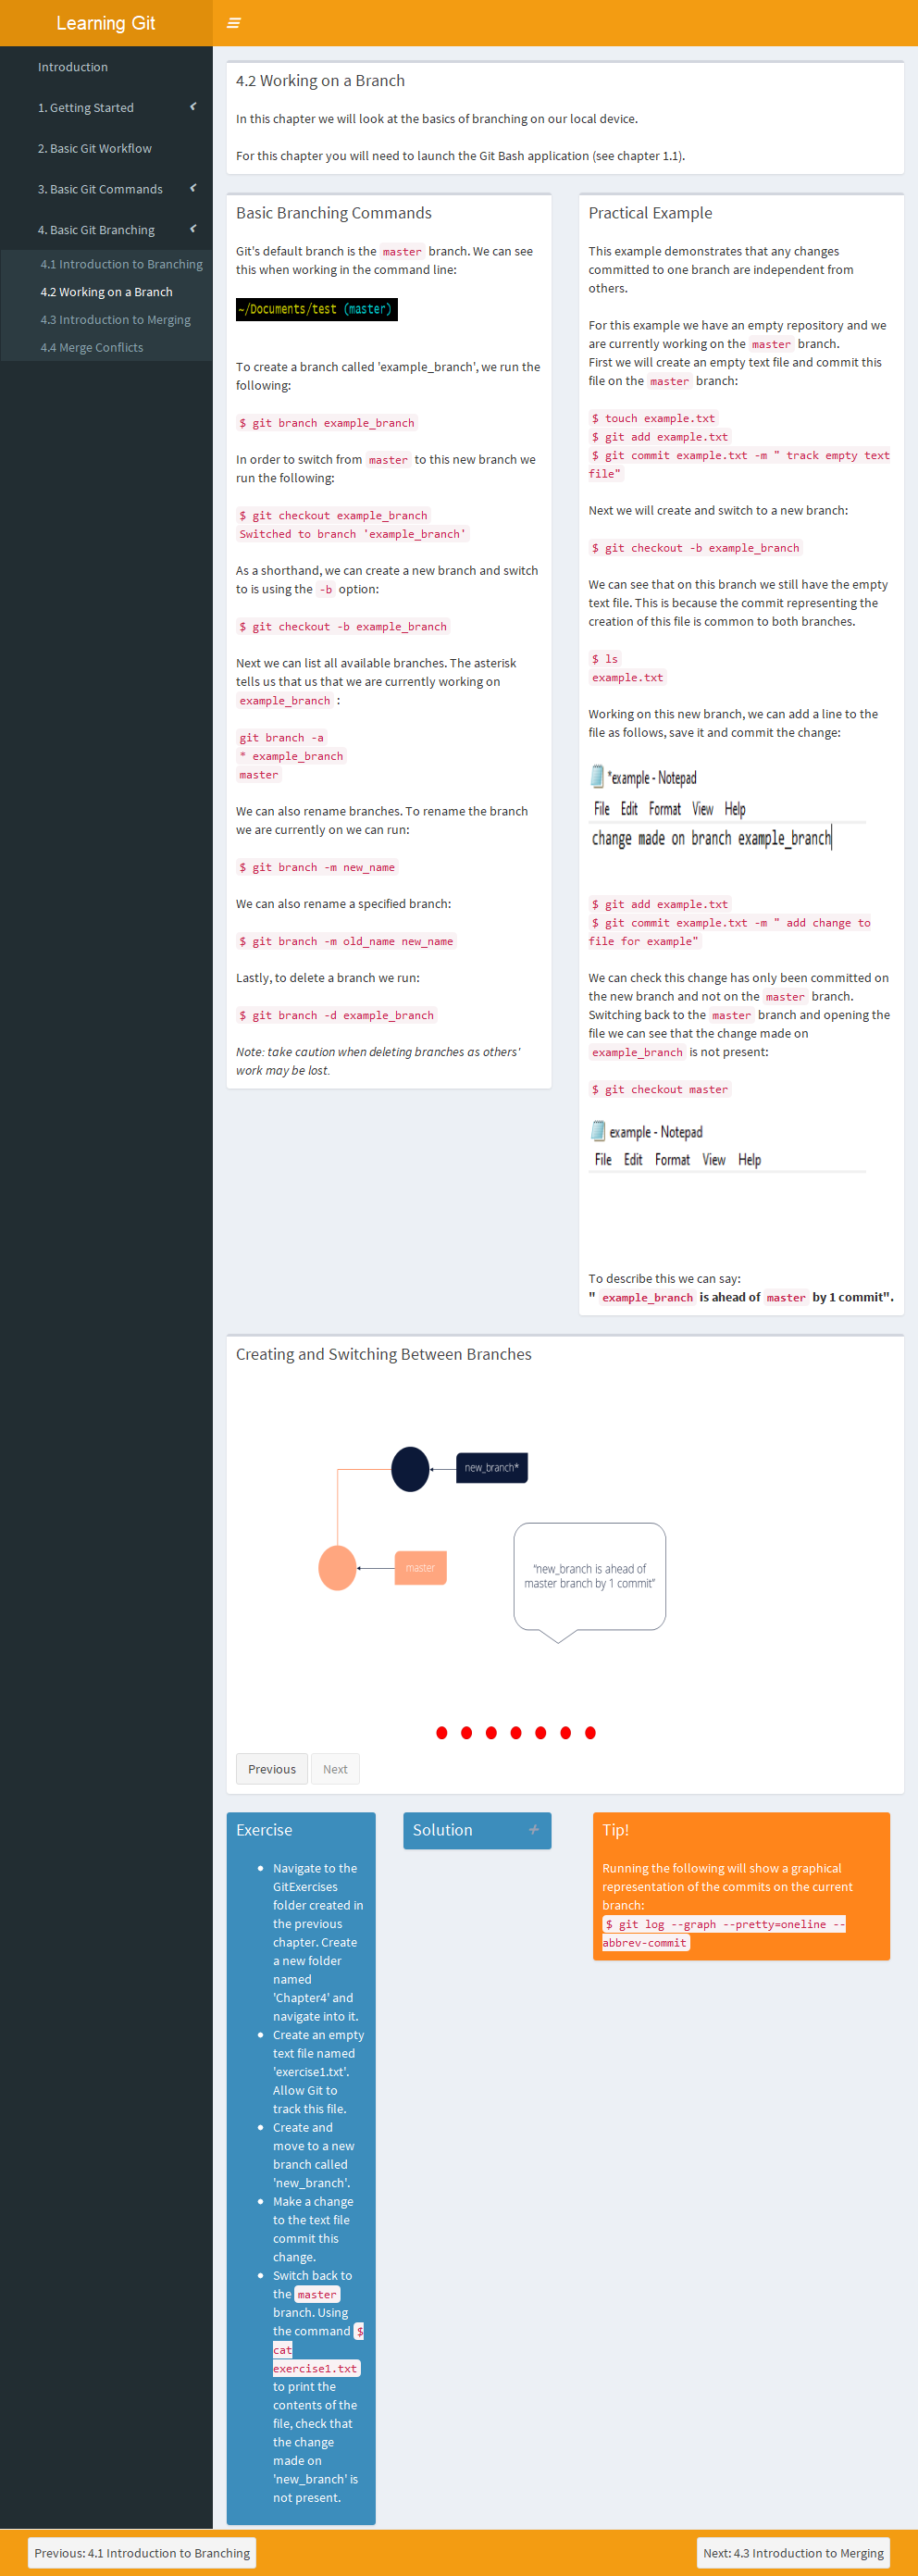 Learning Git
Introduction
1. Getting Started
2. Basic Git Workflow
3. Basic Git Commands
4. Basic Git Branching
4.1 Introduction to Branching
4.2 Working on a Branch
4.3 Introduction to Merging
4.4 Merge Conflicts
4.2 Working on a Branch
In this chapter we will look at the basics of branching on our local device.
For this chapter you will need to launch the Git Bash application (see chapter 1.1).
Basic Branching Commands
Git's default branch is the master branch. We can see
this when working in the command line:
~/Documents/test (master)
To create a branch called 'example_branch', we run the
following:
$ git branch example_branch
In order to switch from master to this new branch we
run the following:
$ git checkout example_branch
Switched to branch 'example_branch'
As a shorthand, we can create a new branch and switch
to is using the -b option:
$ git checkout -b example_branch
Next we can list all available branches. The asterisk
tells us that us that we are currently working on
example_branch :
git branch -a
* example_branch
master
We can also rename branches. To rename the branch
we are currently on we can run:
$ git branch -m new_name
We can also rename a specified branch:
$ git branch -m old_name new_name
Lastly, to delete a branch we run:
$ git branch -d example_branch
Note: take caution when deleting branches as others'
work may be lost.
Practical Example
This example demonstrates that any changes
committed to one branch are independent from
others.
For this example we have an empty repository and we
are currently working on the master branch.
First we will create an empty text file and commit this
file on the master branch:
$ touch example.txt
$ git add example.txt
$ git commit example.txt -m " track empty text
file"
Next we will create and switch to a new branch:
$ git checkout -b example_branch
We can see that on this branch we still have the empty
text file. This is because the commit representing the
creation of this file is common to both branches.
$ ls
example.txt
Working on this new branch, we can add a line to the
file as follows, save it and commit the change:
*example - Notepad
File Edit Format View Help
change made on branch example_branch
$ git add example.txt
$ git commit example.txt -m " add change to
file for example"
We can check this change has only been committed on
the new branch and not on the master branch.
Switching back to the master branch and opening the
file we can see that the change made on
example_branch is not present:
$ git checkout master
example - Notepad
File Edit Format View Help
To describe this we can say:
" example_branch is ahead of master by 1 commit".
Creating and Switching Between Branches
new_branch*
master
"new_branch is ahead of
master branch by 1 commit"
Previous
Next
Exercise
• Navigate to the
GitExercises
folder created in
the previous
chapter. Create
a new folder
named
'Chapter4' and
navigate into it.
• Create an empty
text file named
'exercise1.txt'.
Allow Git to
track this file.
• Create and
move to a new
branch called
'new_branch'.
• Make a change
to the text file
commit this
change.
• Switch back to
the master
branch. Using
the command $
cat
exercise1.txt
to print the
contents of the
file, check that
the change
made on
'new_branch' is
not present.
Solution
Tip!
Running the following will show a graphical
representation of the commits on the current
branch:
$ git log --graph --pretty=oneline --
abbrev-commit
Previous: 4.1 Introduction to Branching
Next: 4.3 Introduction to Merging